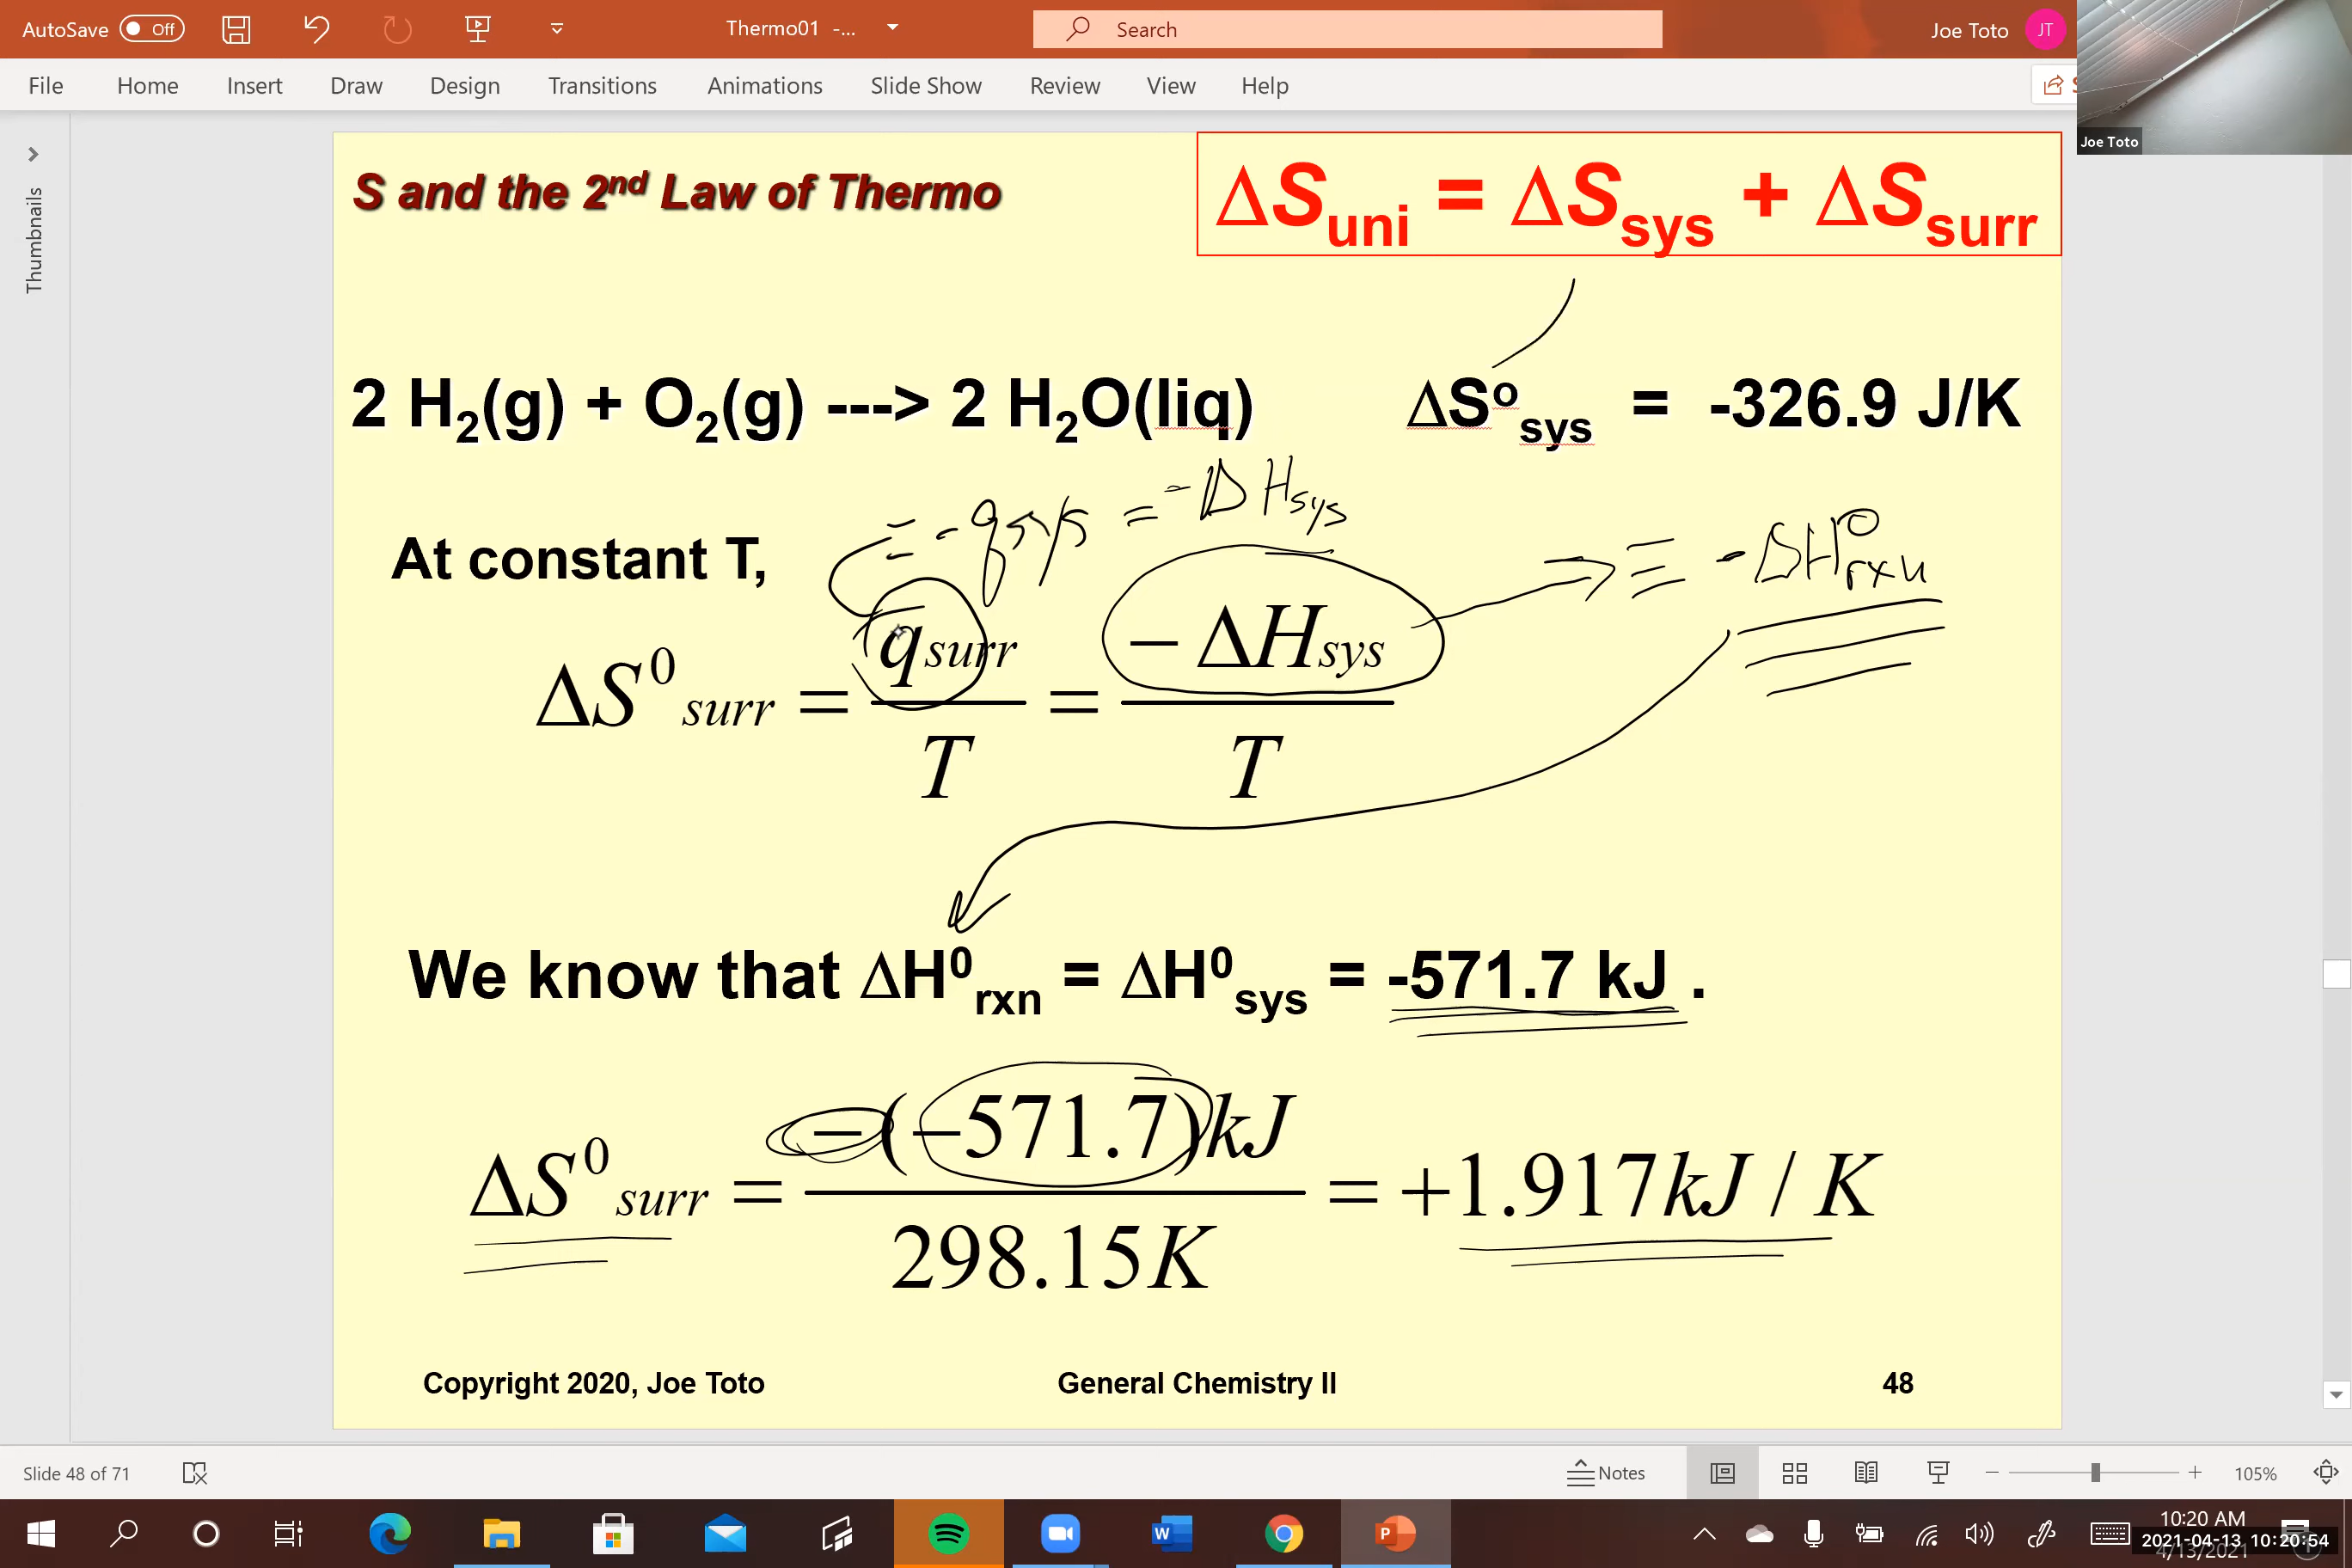 AutoSave Off Thermo01 -... Search Joe Toto JT
File Home Insert Draw Design Transitions Animations Slide Show Review View Help S
Joe Toto
Thumbnails
S and the 2nd Law of Thermo
ΔSuni = ΔSsys + ΔSsurr
2 H2(g) + O2(g) ---> 2 H2O(liq) ΔSosys = -326.9 J/K
= -qsys = -ΔHsys
At constant T,
≡ -ΔHorxn
ΔS0surr = qsurr/T = -ΔHsys/T
We know that ΔH0rxn = ΔH0sys = -571.7 kJ .
ΔS0surr = -(-571.7)kJ/298.15K = +1.917kJ / K
Copyright 2020, Joe Toto General Chemistry II 48
Slide 48 of 71 Notes 105%
W P 10:20 AM
2021-04-13 10:20:54
4/13/2021